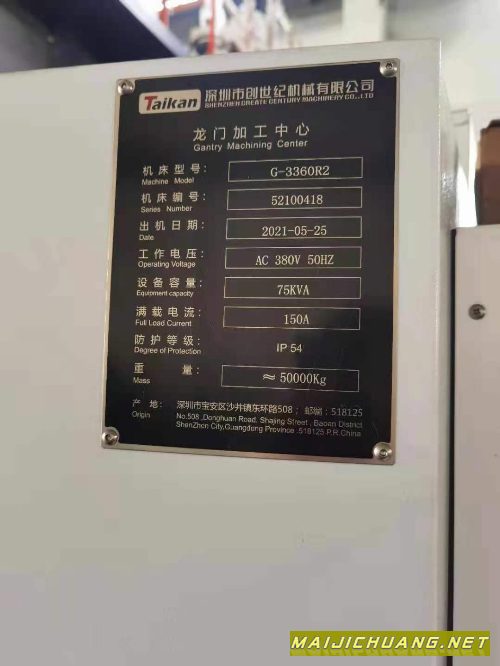 Taikan 深圳市创世纪机械有限公司
SHENZHEN CREATE CENTURY MACHINERY CO.,LTD
龙门加工中心
Gantry Machining Center
机床型号: G-3360R2
Machine Model
机床编号: 52100418
Series Number
出机日期: 2021-05-25
Date
工作电压: AC 380V 50HZ
Operating Voltage
设备容量: 75KVA
Equipment capacity
满载电流: 150A
Full Load Current
防护等级: IP 54
Degree of Protection
重量: ≈50000Kg
Mass
产地: 深圳市宝安区沙井镇东环路508; 邮编:518125
Origin No.508 ,Donghuan Road, Shajing Street , Baoan District
ShenZhen City,Guangdong Province .518125 P.R.China
MAIJICHUANG.NET